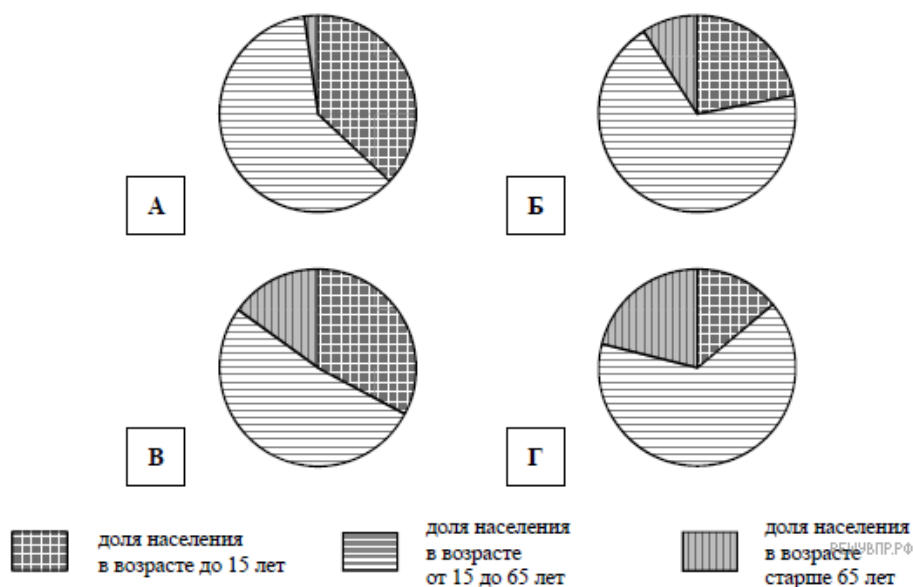 А
Б
В
Г
доля населения
в возрасте до 15 лет
доля населения
в возрасте
от 15 до 65 лет
доля населения
в возрасте
старше 65 лет
РЕШУВПР.РФ